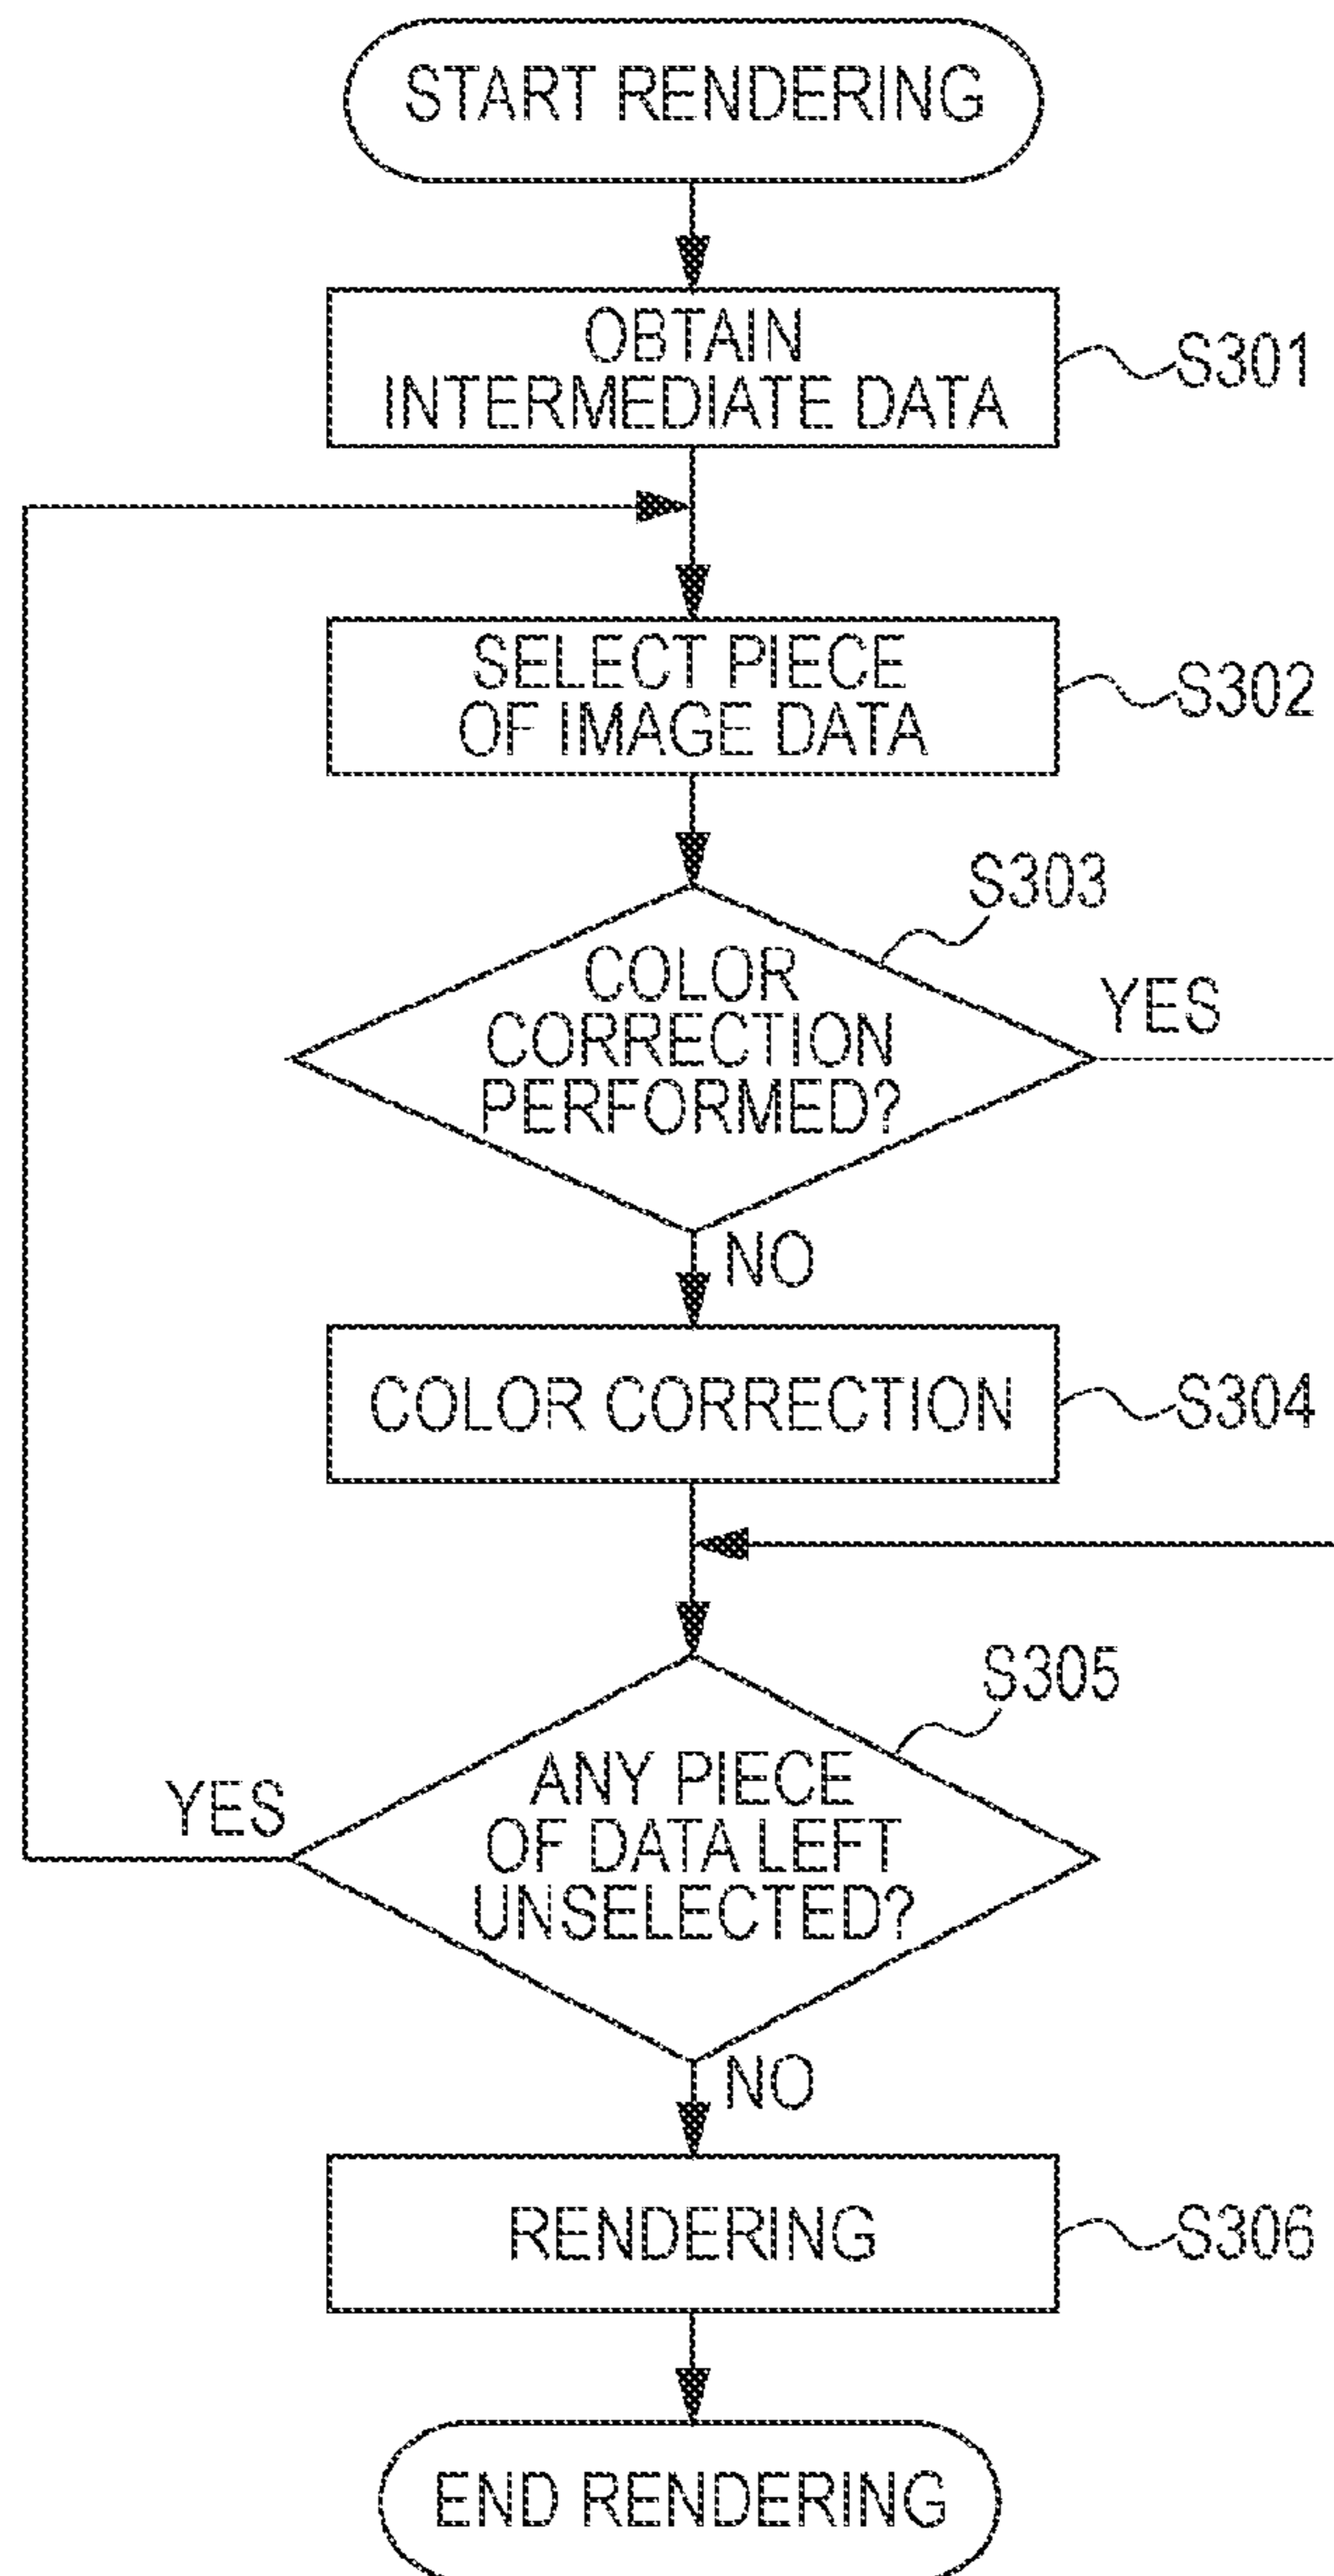 START RENDERING
OBTAIN
INTERMEDIATE DATA
S301
SELECT PIECE
OF IMAGE DATA
S302
S303
COLOR
CORRECTION
PERFORMED?
YES
NO
COLOR CORRECTION
S304
S305
ANY PIECE
OF DATA LEFT
UNSELECTED?
YES
NO
RENDERING
S306
END RENDERING